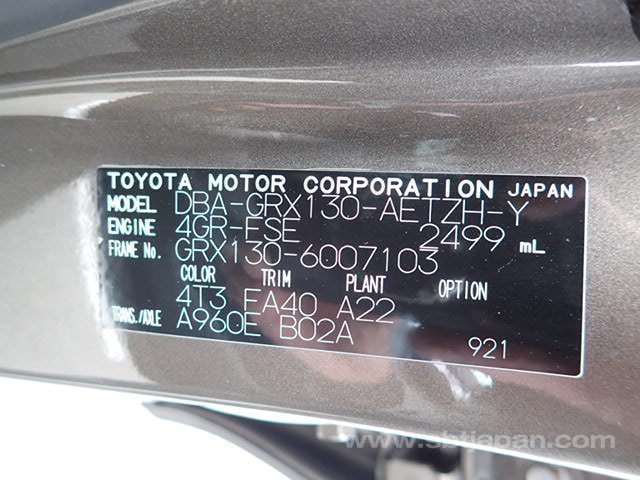 TOYOTA MOTOR CORPORATION JAPAN
MODEL DBA-GRX130-AETZH-Y
ENGINE 4GR-FSE 2499 mL
FRAME No. GRX130-6007103
COLOR TRIM PLANT OPTION
4T3 FA40 A22
TRANS./AXLE A960E B02A
921
www.sbtjapan.com